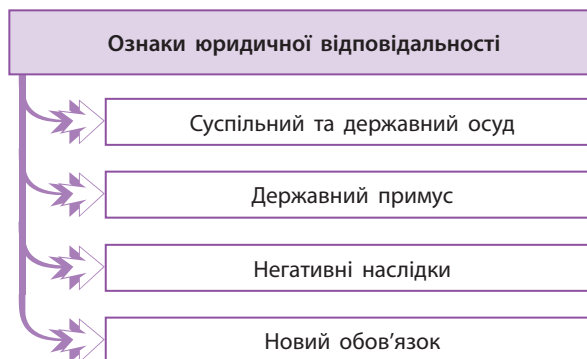 Ознаки юридичної відповідальності
Суспільний та державний осуд
Державний примус
Негативні наслідки
Новий обов’язок